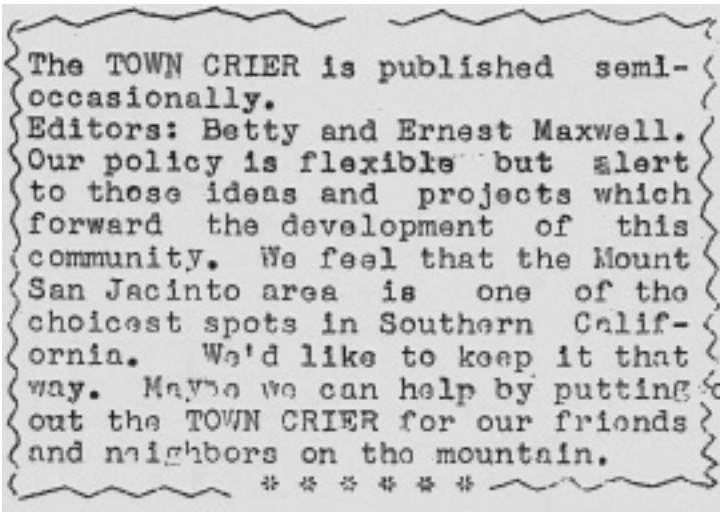 The TOWN CRIER is published semi-
occasionally.
Editors: Betty and Ernest Maxwell.
Our policy is flexible but alert
to those ideas and projects which
forward the development of this
community. We feel that the Mount
San Jacinto area is one of the
choicest spots in Southern Calif-
ornia. We'd like to keep it that
way. Maybe we can help by putting
out the TOWN CRIER for our friends
and neighbors on the mountain.
* * * * * *